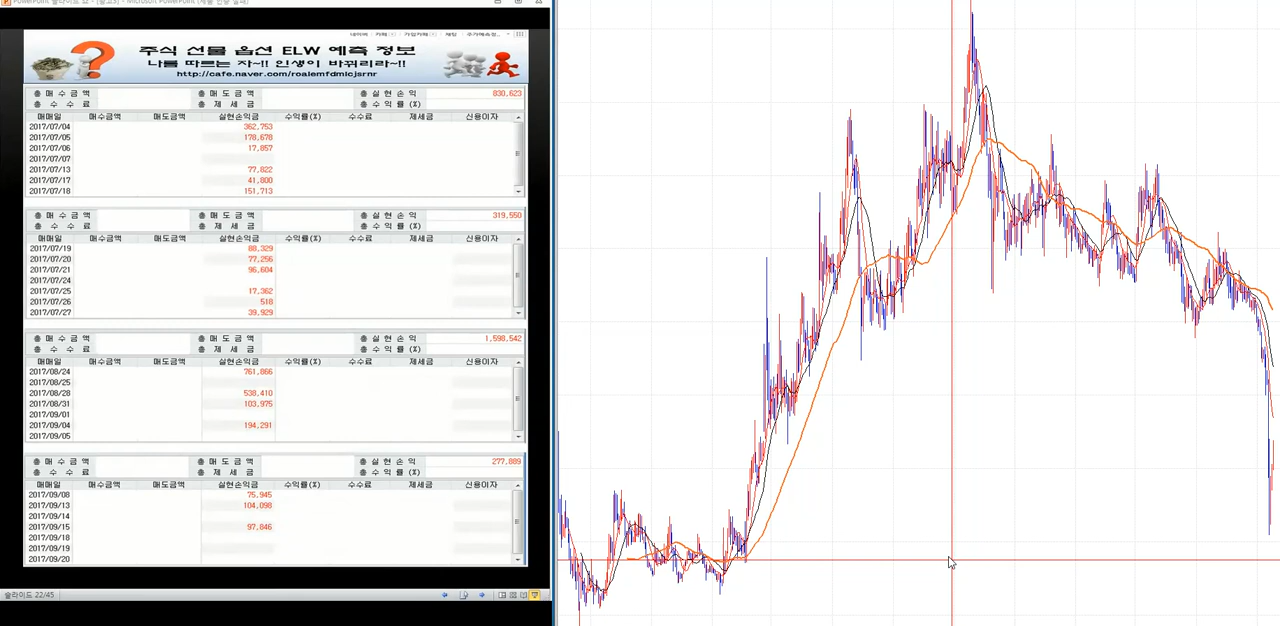 주식 선물 옵션 ELW 예측 정보
나를 따르는 자~!! 인생이 바뀌리라~!!
http://cafe.naver.com/roalemfdmlcjsrnr
총 매 수 금 액 총 매 도 금 액 총 실 현 손 익 830,623
총 수 수 료 총 제 세 금 총 수 익 률 (%)
매매일 매수금액 매도금액 실현손익금 수익률(%) 수수료 제세금 신용이자
2017/07/04 362,753
2017/07/05 178,678
2017/07/06 17,857
2017/07/07
2017/07/13 77,822
2017/07/17 41,800
2017/07/18 151,713
총 매 수 금 액 총 매 도 금 액 총 실 현 손 익 319,550
총 수 수 료 총 제 세 금 총 수 익 률 (%)
매매일 매수금액 매도금액 실현손익금 수익률(%) 수수료 제세금 신용이자
2017/07/19 88,329
2017/07/20 77,256
2017/07/21 96,604
2017/07/24
2017/07/25 17,362
2017/07/26 518
2017/07/27 39,929
총 매 수 금 액 총 매 도 금 액 총 실 현 손 익 1,598,542
총 수 수 료 총 제 세 금 총 수 익 률 (%)
매매일 매수금액 매도금액 실현손익금 수익률(%) 수수료 제세금 신용이자
2017/08/24 761,866
2017/08/25
2017/08/28 538,410
2017/08/31 103,975
2017/09/01
2017/09/04 194,291
2017/09/05
총 매 수 금 액 총 매 도 금 액 총 실 현 손 익 277,889
총 수 수 료 총 제 세 금 총 수 익 률 (%)
매매일 매수금액 매도금액 실현손익금 수익률(%) 수수료 제세금 신용이자
2017/09/08 75,945
2017/09/13 104,098
2017/09/14
2017/09/15 97,846
2017/09/18
2017/09/19
2017/09/20
슬라이드 22/45